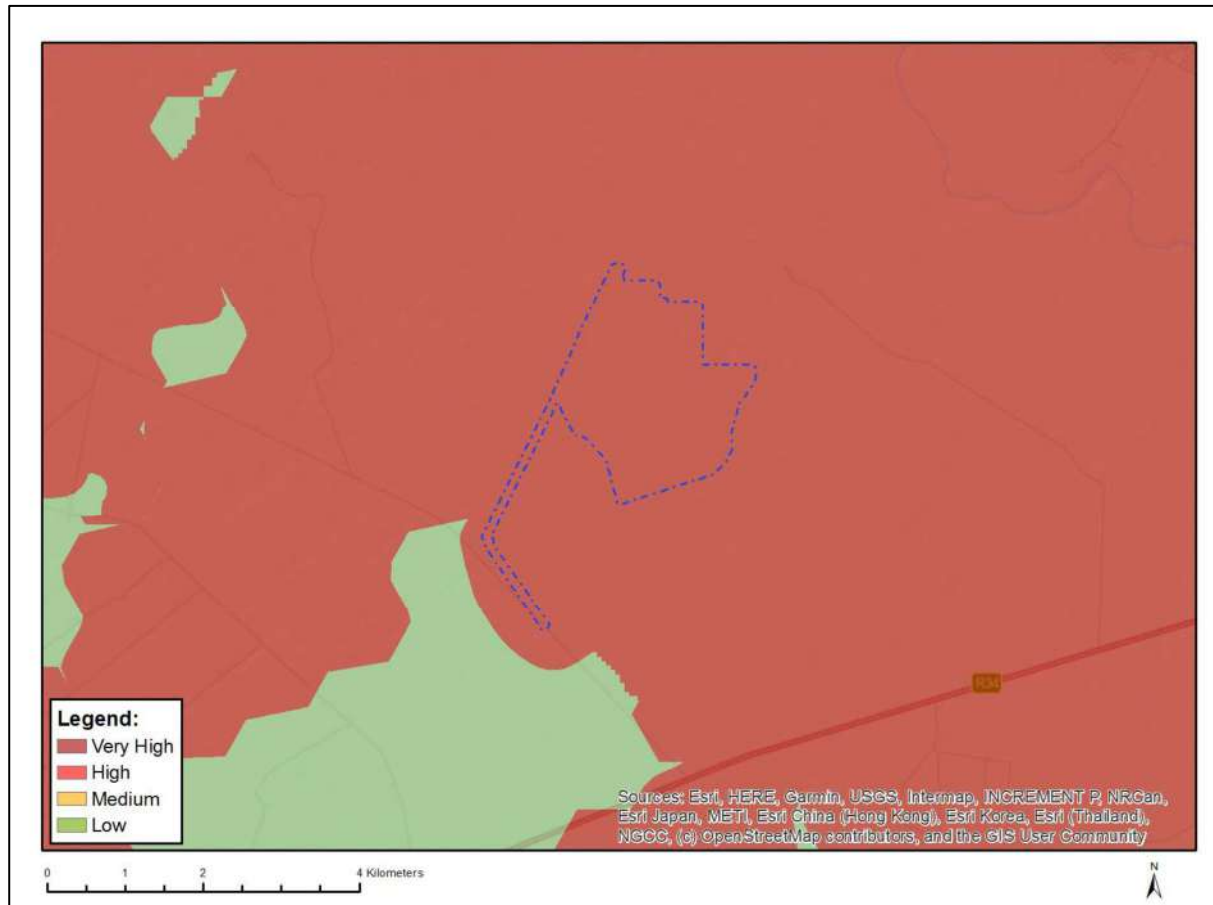 R34
Legend:
Very High
High
Medium
Low
Sources: Esri, HERE, Garmin, USGS, Intermap, INCREMENT P, NRCan,
Esri Japan, METI, Esri China (Hong Kong), Esri Korea, Esri (Thailand),
NGCC, (c) OpenStreetMap contributors, and the GIS User Community
0 1 2 4 Kilometers
N